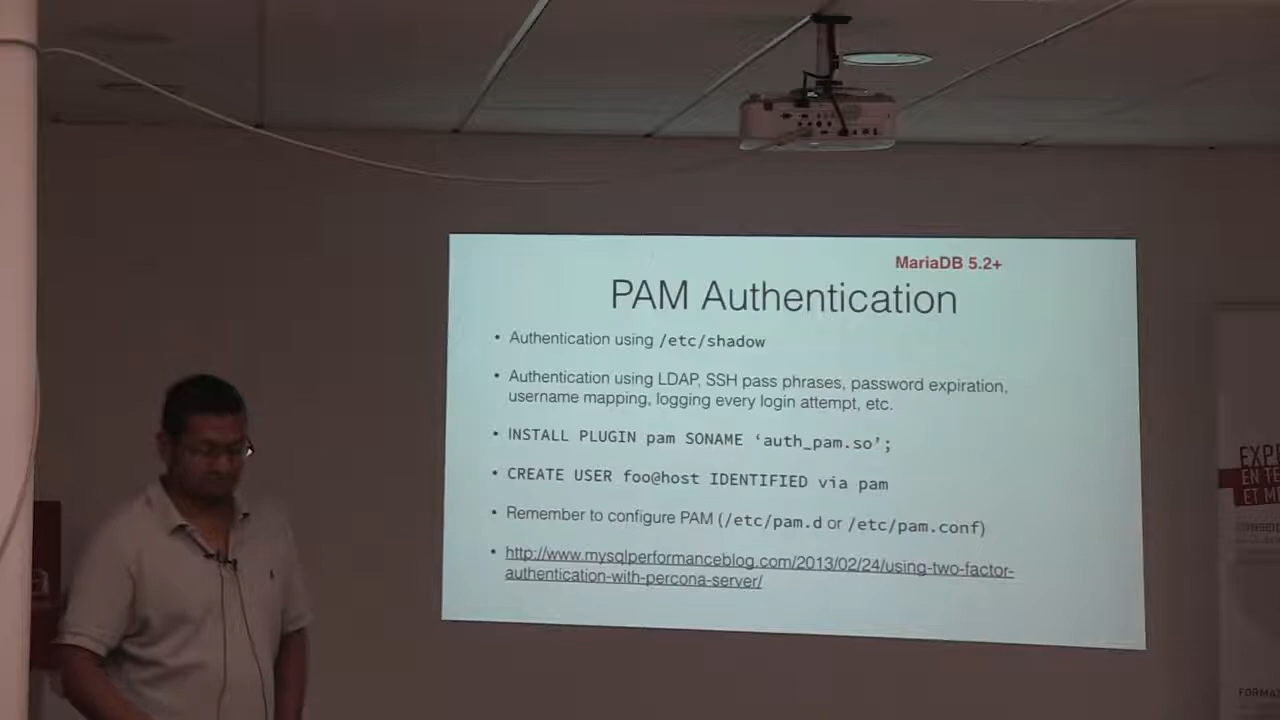 MariaDB 5.2+
PAM Authentication
• Authentication using /etc/shadow
• Authentication using LDAP, SSH pass phrases, password expiration,
username mapping, logging every login attempt, etc.
• INSTALL PLUGIN pam SONAME ‘auth_pam.so’;
• CREATE USER foo@host IDENTIFIED via pam
• Remember to configure PAM (/etc/pam.d or /etc/pam.conf)
• http://www.mysqlperformanceblog.com/2013/02/24/using-two-factor-
authentication-with-percona-server/
EN TE
ET M